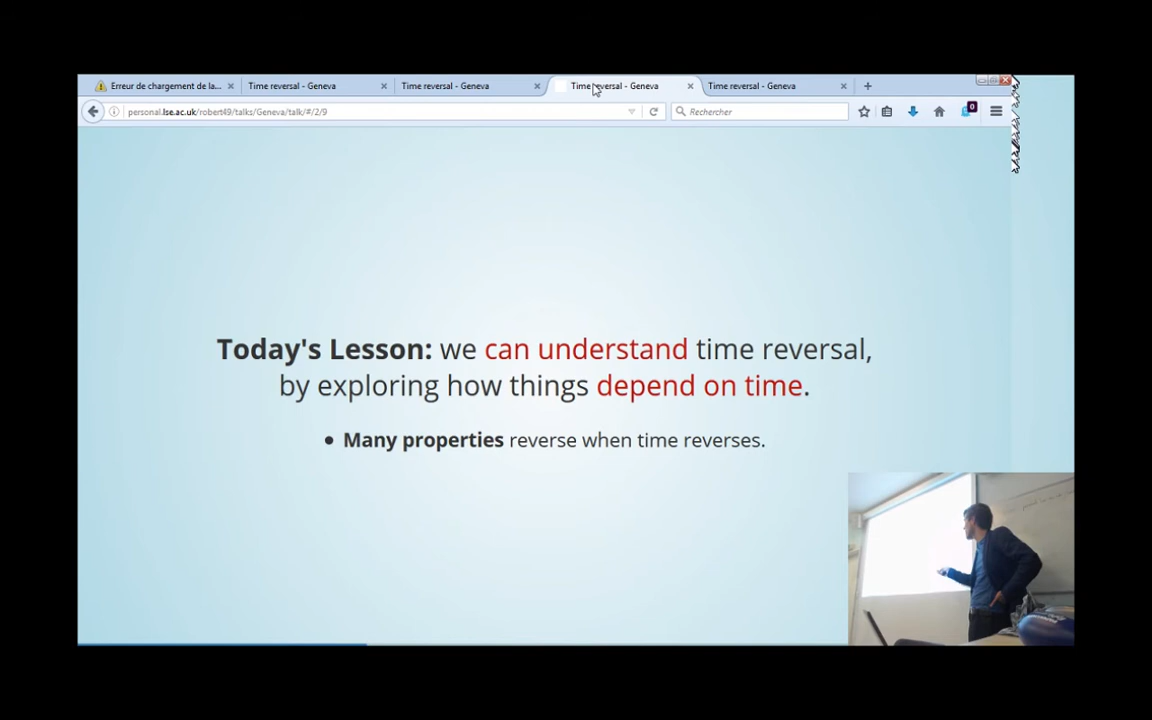 Erreur de chargement de la...
Time reversal - Geneva
Time reversal - Geneva
Time reversal - Geneva
Time reversal - Geneva
personal.lse.ac.uk/robert49/talks/Geneva/talk/#/2/9
Rechercher
0
Today's Lesson: we can understand time reversal,
by exploring how things depend on time.
• Many properties reverse when time reverses.